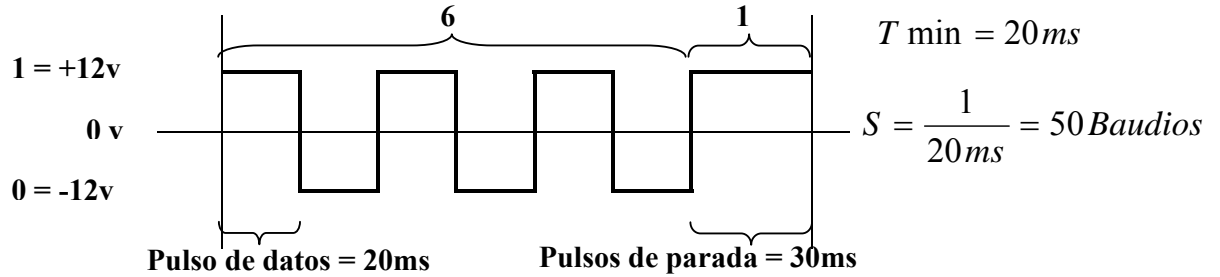 6
1
T min = 20ms
1 = +12v
0 v
S = 1/20ms = 50 Baudios
0 = -12v
Pulso de datos = 20ms
Pulsos de parada = 30ms